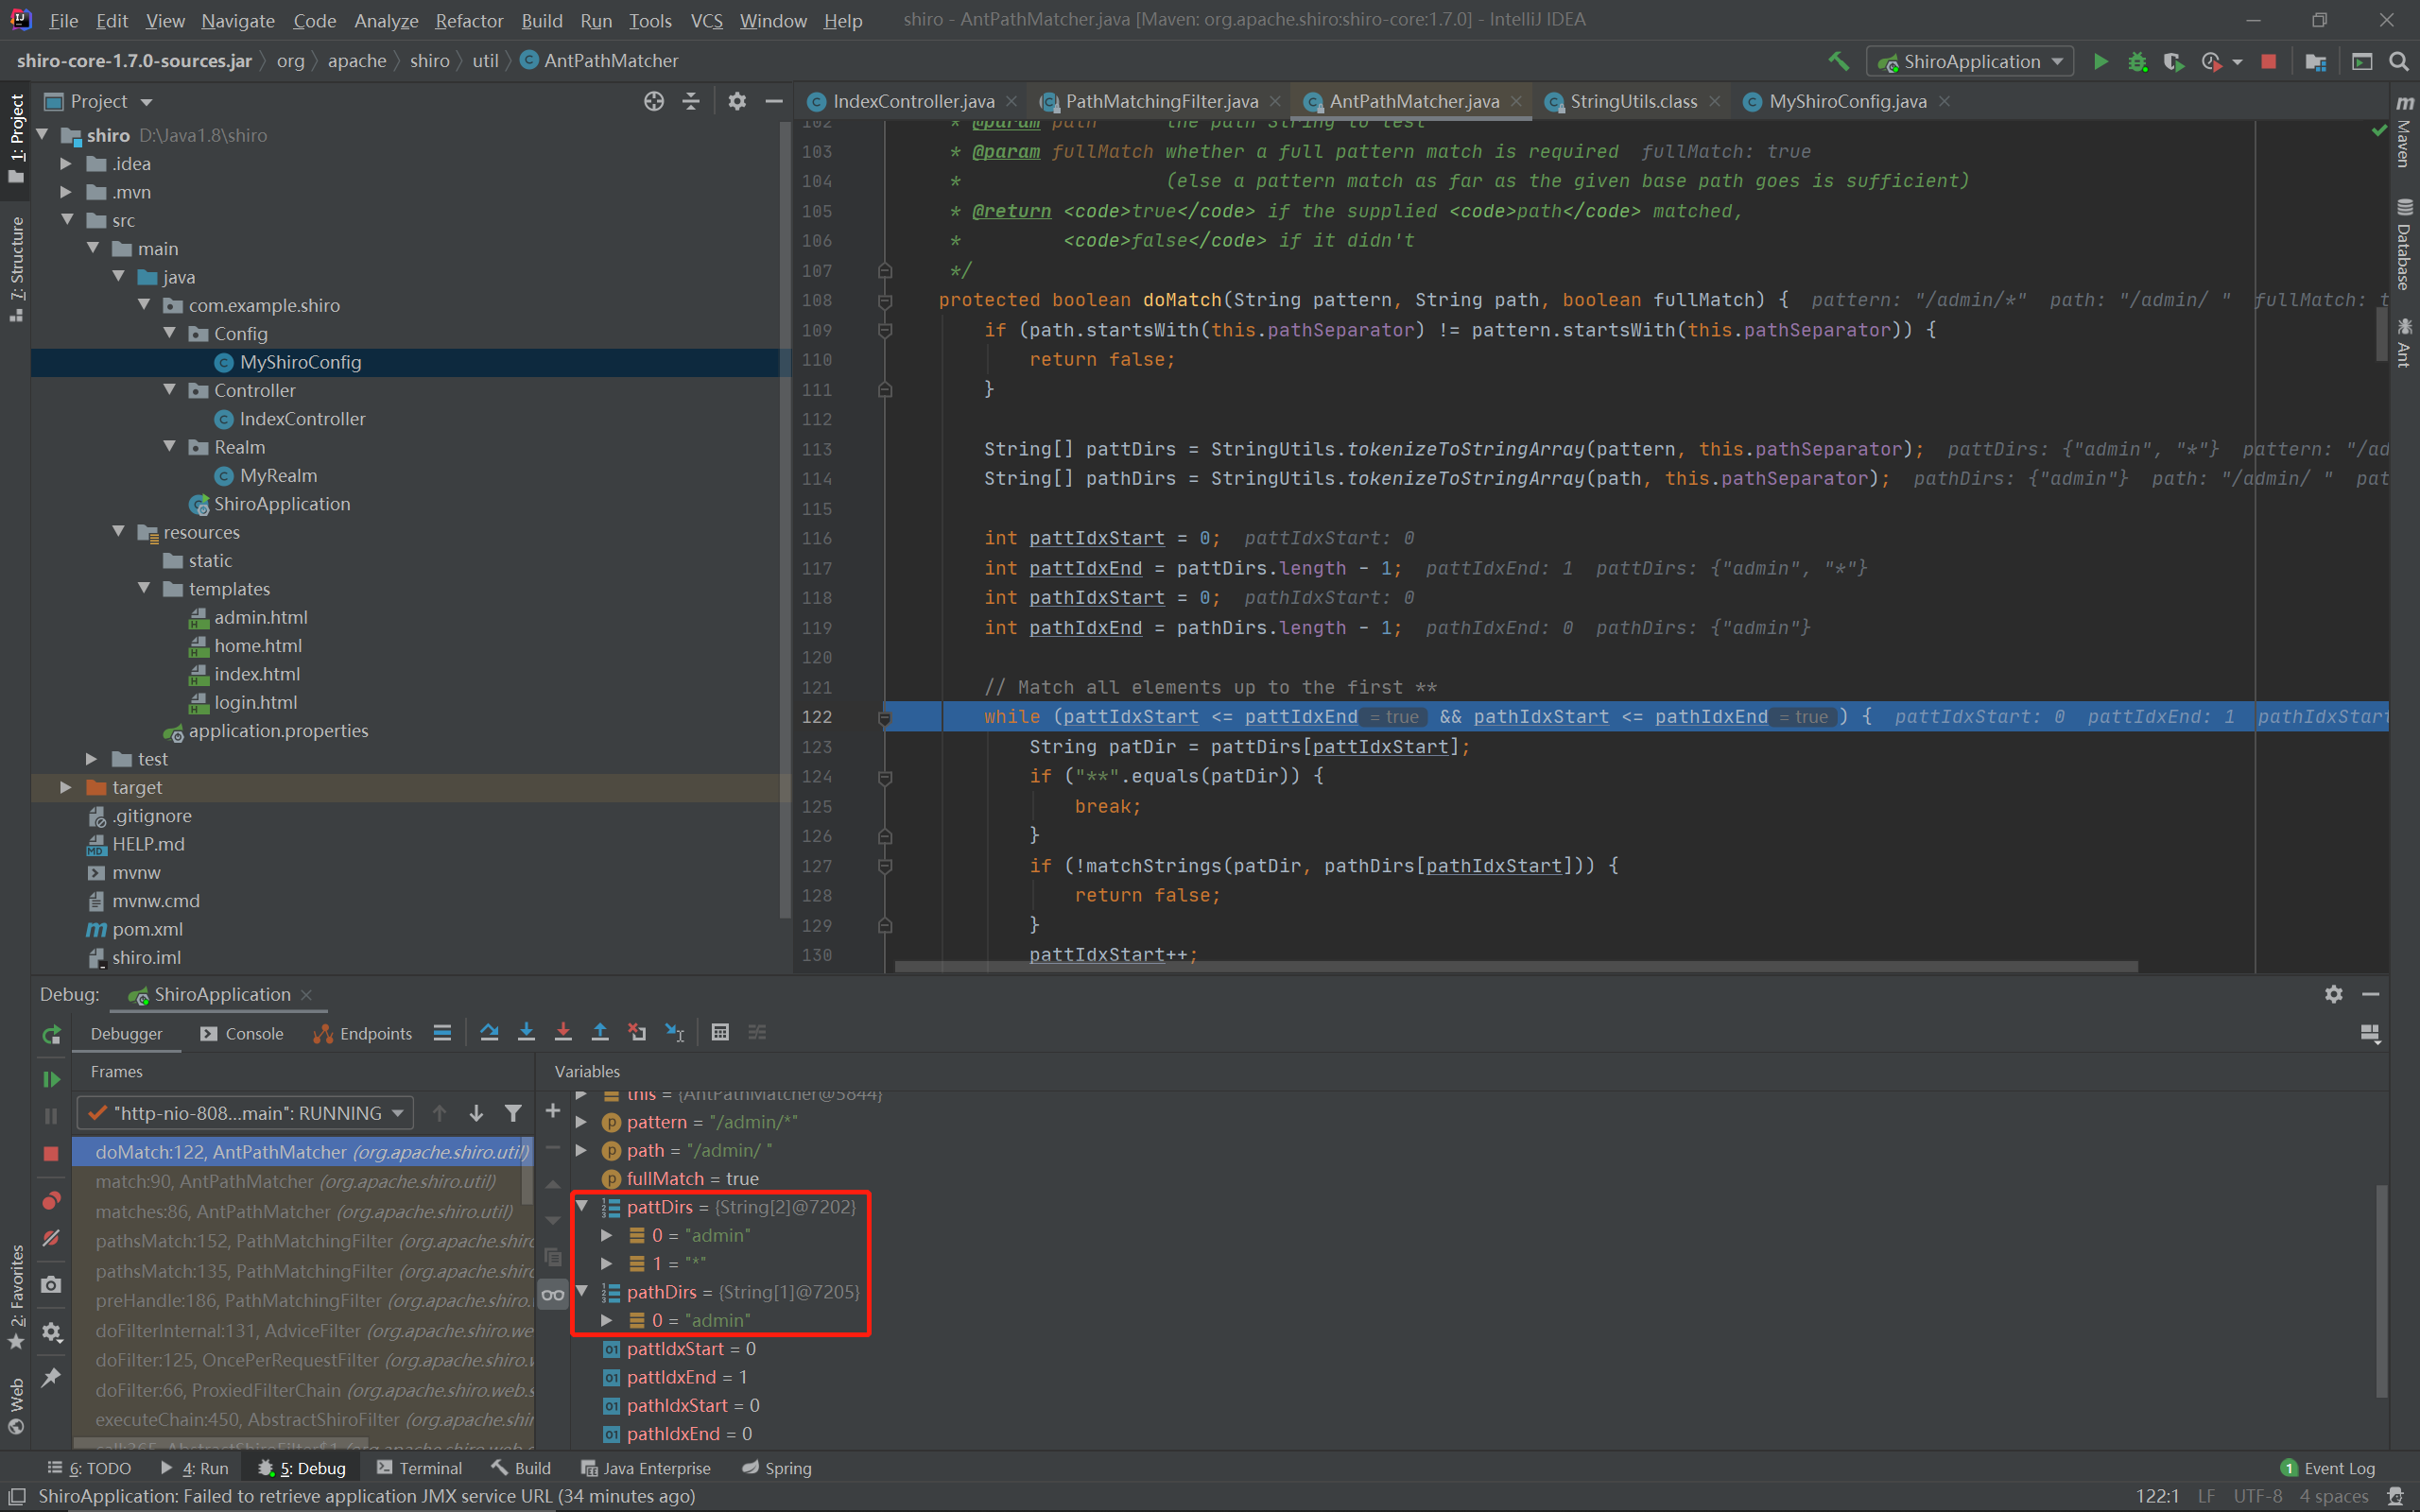 File Edit View Navigate Code Analyze Refactor Build Run Tools VCS Window Help shiro - AntPathMatcher.java [Maven: org.apache.shiro:shiro-core:1.7.0] - IntelliJ IDEA
shiro-core-1.7.0-sources.jar org apache shiro util AntPathMatcher ShiroApplication
1: Project
7: Structure
2: Favorites
Web
Project
shiro D:\Java1.8\shiro
.idea
.mvn
src
main
java
com.example.shiro
Config
MyShiroConfig
Controller
IndexController
Realm
MyRealm
ShiroApplication
resources
static
templates
admin.html
home.html
index.html
login.html
application.properties
test
target
.gitignore
HELP.md
mvnw
mvnw.cmd
pom.xml
shiro.iml
IndexController.java PathMatchingFilter.java AntPathMatcher.java StringUtils.class MyShiroConfig.java
102 * @param path the path String to test
103 * @param fullMatch whether a full pattern match is required fullMatch: true
104 * (else a pattern match as far as the given base path goes is sufficient)
105 * @return <code>true</code> if the supplied <code>path</code> matched,
106 * <code>false</code> if it didn't
107 */
108 protected boolean doMatch(String pattern, String path, boolean fullMatch) { pattern: "/admin/*" path: "/admin/ " fullMatch: t
109 if (path.startsWith(this.pathSeparator) != pattern.startsWith(this.pathSeparator)) {
110 return false;
111 }
112
113 String[] pattDirs = StringUtils.tokenizeToStringArray(pattern, this.pathSeparator); pattDirs: {"admin", "*"} pattern: "/ad
114 String[] pathDirs = StringUtils.tokenizeToStringArray(path, this.pathSeparator); pathDirs: {"admin"} path: "/admin/ " pat
115
116 int pattIdxStart = 0; pattIdxStart: 0
117 int pattIdxEnd = pattDirs.length - 1; pattIdxEnd: 1 pattDirs: {"admin", "*"}
118 int pathIdxStart = 0; pathIdxStart: 0
119 int pathIdxEnd = pathDirs.length - 1; pathIdxEnd: 0 pathDirs: {"admin"}
120
121 // Match all elements up to the first **
122 while (pattIdxStart <= pattIdxEnd = true && pathIdxStart <= pathIdxEnd = true ) { pattIdxStart: 0 pattIdxEnd: 1 pathIdxStart
123 String patDir = pattDirs[pattIdxStart];
124 if ("**".equals(patDir)) {
125 break;
126 }
127 if (!matchStrings(patDir, pathDirs[pathIdxStart])) {
128 return false;
129 }
130 pattIdxStart++;
Maven
Database
Ant
Debug: ShiroApplication
Debugger Console Endpoints
Frames
"http-nio-808...main": RUNNING
doMatch:122, AntPathMatcher (org.apache.shiro.util)
match:90, AntPathMatcher (org.apache.shiro.util)
matches:86, AntPathMatcher (org.apache.shiro.util)
pathsMatch:152, PathMatchingFilter (org.apache.shiro
pathsMatch:135, PathMatchingFilter (org.apache.shiro
preHandle:186, PathMatchingFilter (org.apache.shiro.
doFilterInternal:131, AdviceFilter (org.apache.shiro.we
doFilter:125, OncePerRequestFilter (org.apache.shiro.w
doFilter:66, ProxiedFilterChain (org.apache.shiro.web.s
executeChain:450, AbstractShiroFilter (org.apache.shir
Variables
this = {AntPathMatcher@5844}
pattern = "/admin/*"
path = "/admin/ "
fullMatch = true
pattDirs = {String[2]@7202}
0 = "admin"
1 = "*"
pathDirs = {String[1]@7205}
0 = "admin"
pattIdxStart = 0
pattIdxEnd = 1
pathIdxStart = 0
pathIdxEnd = 0
6: TODO 4: Run 5: Debug Terminal Build Java Enterprise Spring 1 Event Log
ShiroApplication: Failed to retrieve application JMX service URL (34 minutes ago) 122:1 LF UTF-8 4 spaces